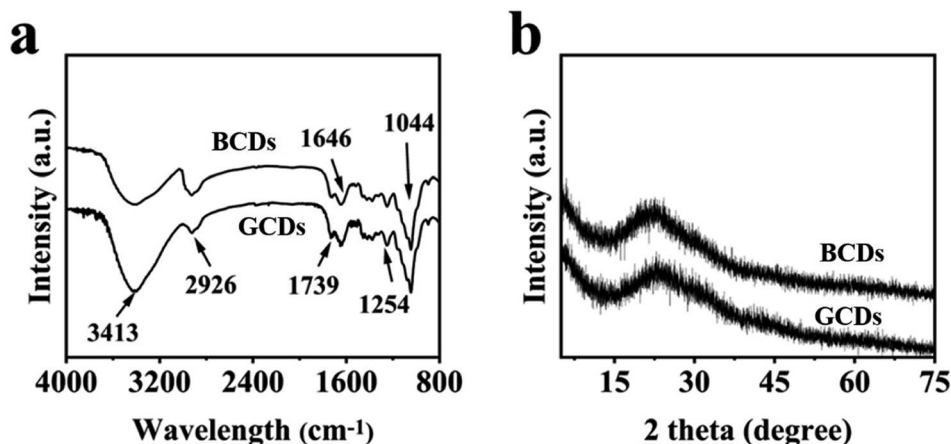 a
Intensity (a.u.)
BCDs
GCDs
1646
1044
3413
2926
1739
1254
4000 3200 2400 1600 800
Wavelength (cm-1)
b
Intensity (a.u.)
BCDs
GCDs
15 30 45 60 75
2 theta (degree)